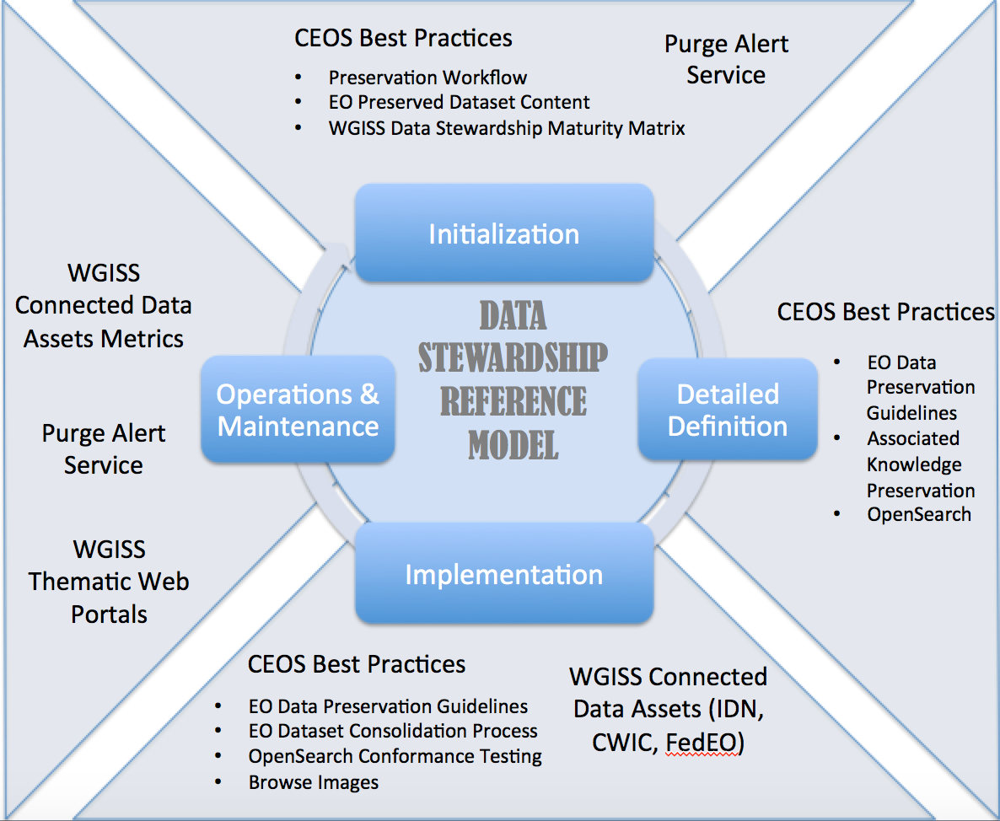 CEOS Best Practices
• Preservation Workflow
• EO Preserved Dataset Content
• WGISS Data Stewardship Maturity Matrix
Purge Alert
Service
Initialization
DATA
STEWARDSHIP
REFERENCE
MODEL
WGISS
Connected Data
Assets Metrics
Purge Alert
Service
WGISS
Thematic Web
Portals
Operations &
Maintenance
Detailed
Definition
CEOS Best Practices
• EO Data
Preservation
Guidelines
• Associated
Knowledge
Preservation
• OpenSearch
Implementation
CEOS Best Practices
• EO Data Preservation Guidelines
• EO Dataset Consolidation Process
• OpenSearch Conformance Testing
• Browse Images
WGISS Connected
Data Assets (IDN,
CWIC, FedEO)